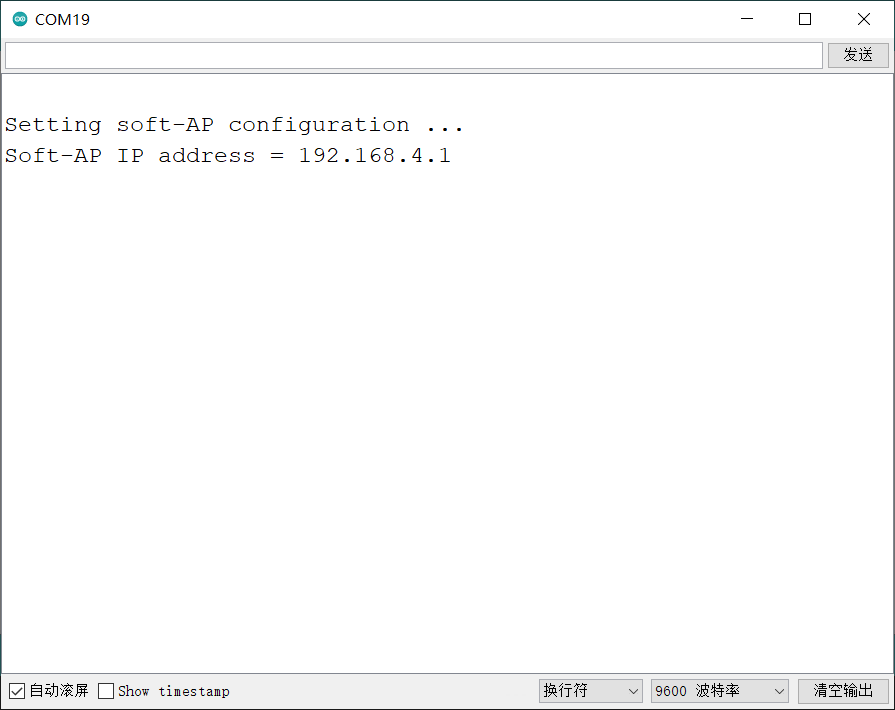 COM19
发送
Setting soft-AP configuration ...
Soft-AP IP address = 192.168.4.1
自动滚屏 Show timestamp 换行符 9600 波特率 清空输出